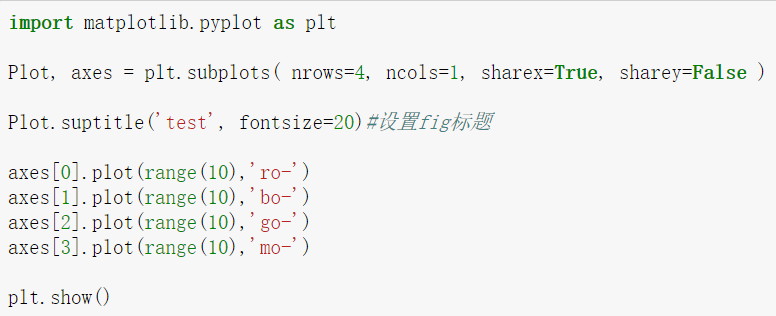 import matplotlib.pyplot as plt
Plot, axes = plt.subplots( nrows=4, ncols=1, sharex=True, sharey=False )
Plot.suptitle('test', fontsize=20)#设置fig标题
axes[0].plot(range(10),'ro-')
axes[1].plot(range(10),'bo-')
axes[2].plot(range(10),'go-')
axes[3].plot(range(10),'mo-')
plt.show()